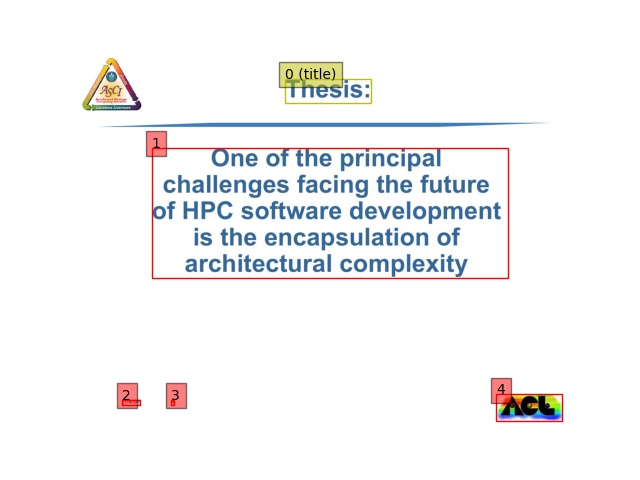 0 (title)
Thesis:
ASCI
1
One of the principal
challenges facing the future
of HPC software development
is the encapsulation of
architectural complexity
2
3
4
ACL